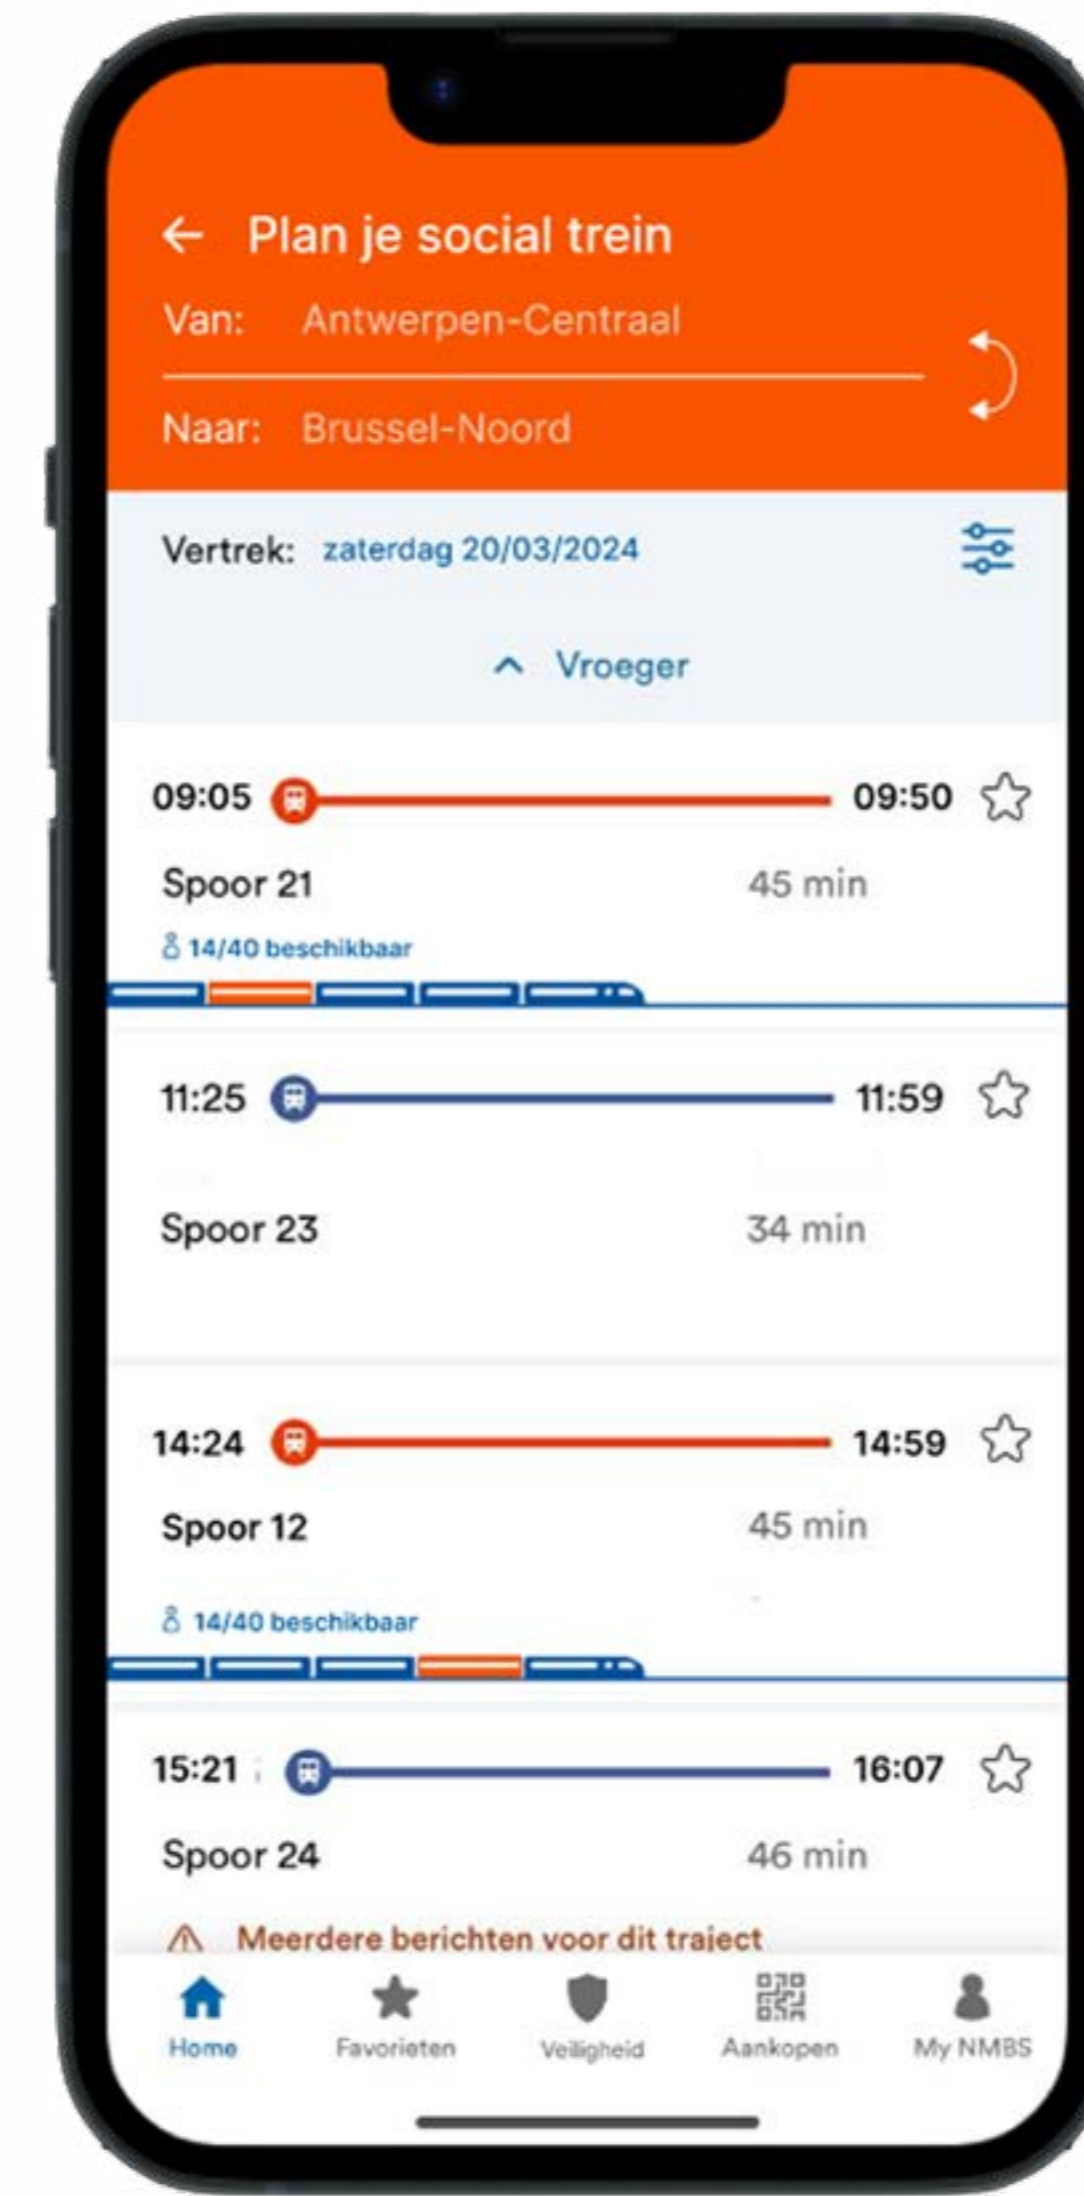 Plan je social trein
Van: Antwerpen-Centraal
Naar: Brussel-Noord
Vertrek: zaterdag 20/03/2024
Vroeger
09:05 09:50
Spoor 21 45 min
14/40 beschikbaar
11:25 11:59
Spoor 23 34 min
14:24 14:59
Spoor 12 45 min
14/40 beschikbaar
15:21 16:07
Spoor 24 46 min
Meerdere berichten voor dit traject
Home Favorieten Veiligheid Aankopen My NMBS